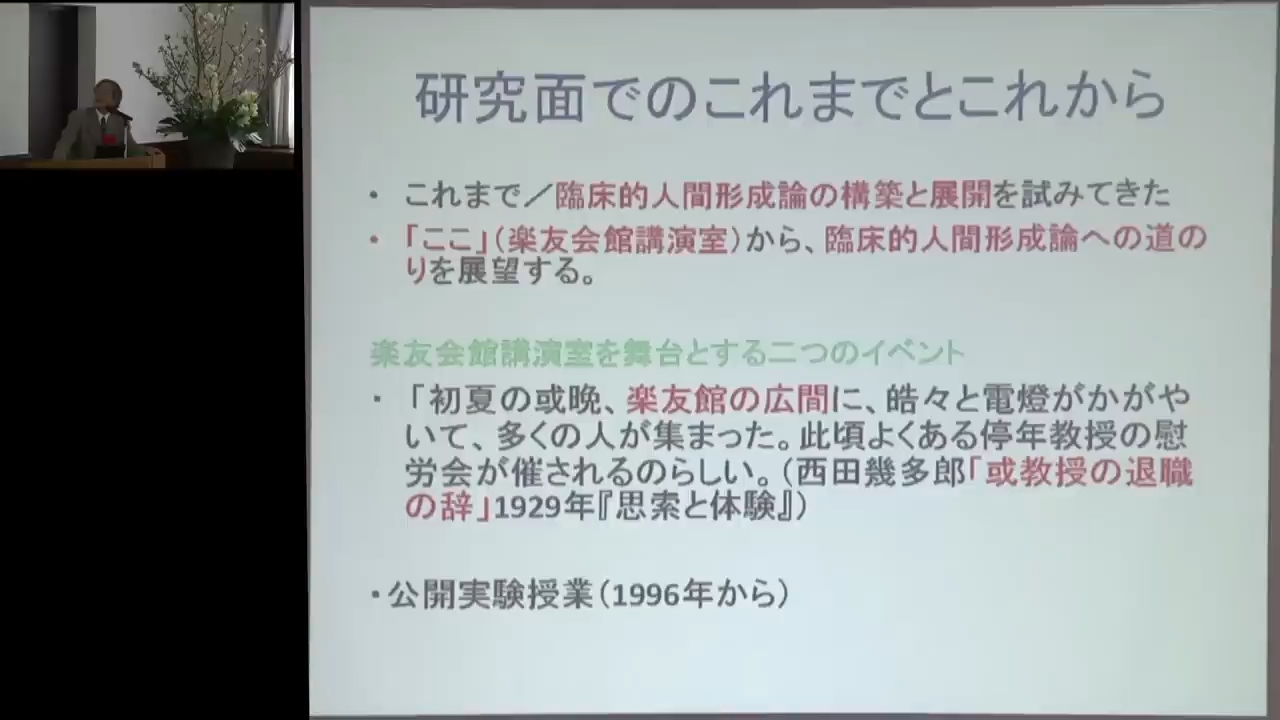 研究面でのこれまでとこれから
・ これまで／臨床的人間形成論の構築と展開を試みてきた
・ 「ここ」（楽友会館講演室）から、臨床的人間形成論への道の
りを展望する。
楽友会館講演室を舞台とする二つのイベント
・ 「初夏の或晩、楽友館の広間に、皓々と電燈がかがや
いて、多くの人が集まった。此頃よくある停年教授の慰
労会が催されるのらしい。（西田幾多郎「或教授の退職
の辞」1929年『思索と体験』）
・公開実験授業（1996年から）